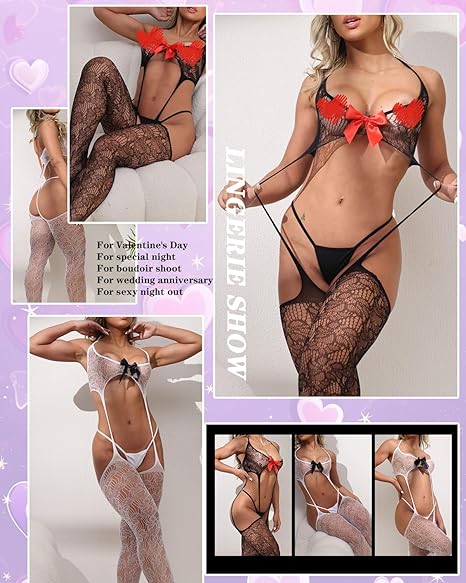 LINGERIE SHOW
For Valentine's Day
For special night
For boudoir shoot
For wedding anniversary
For sexy night out